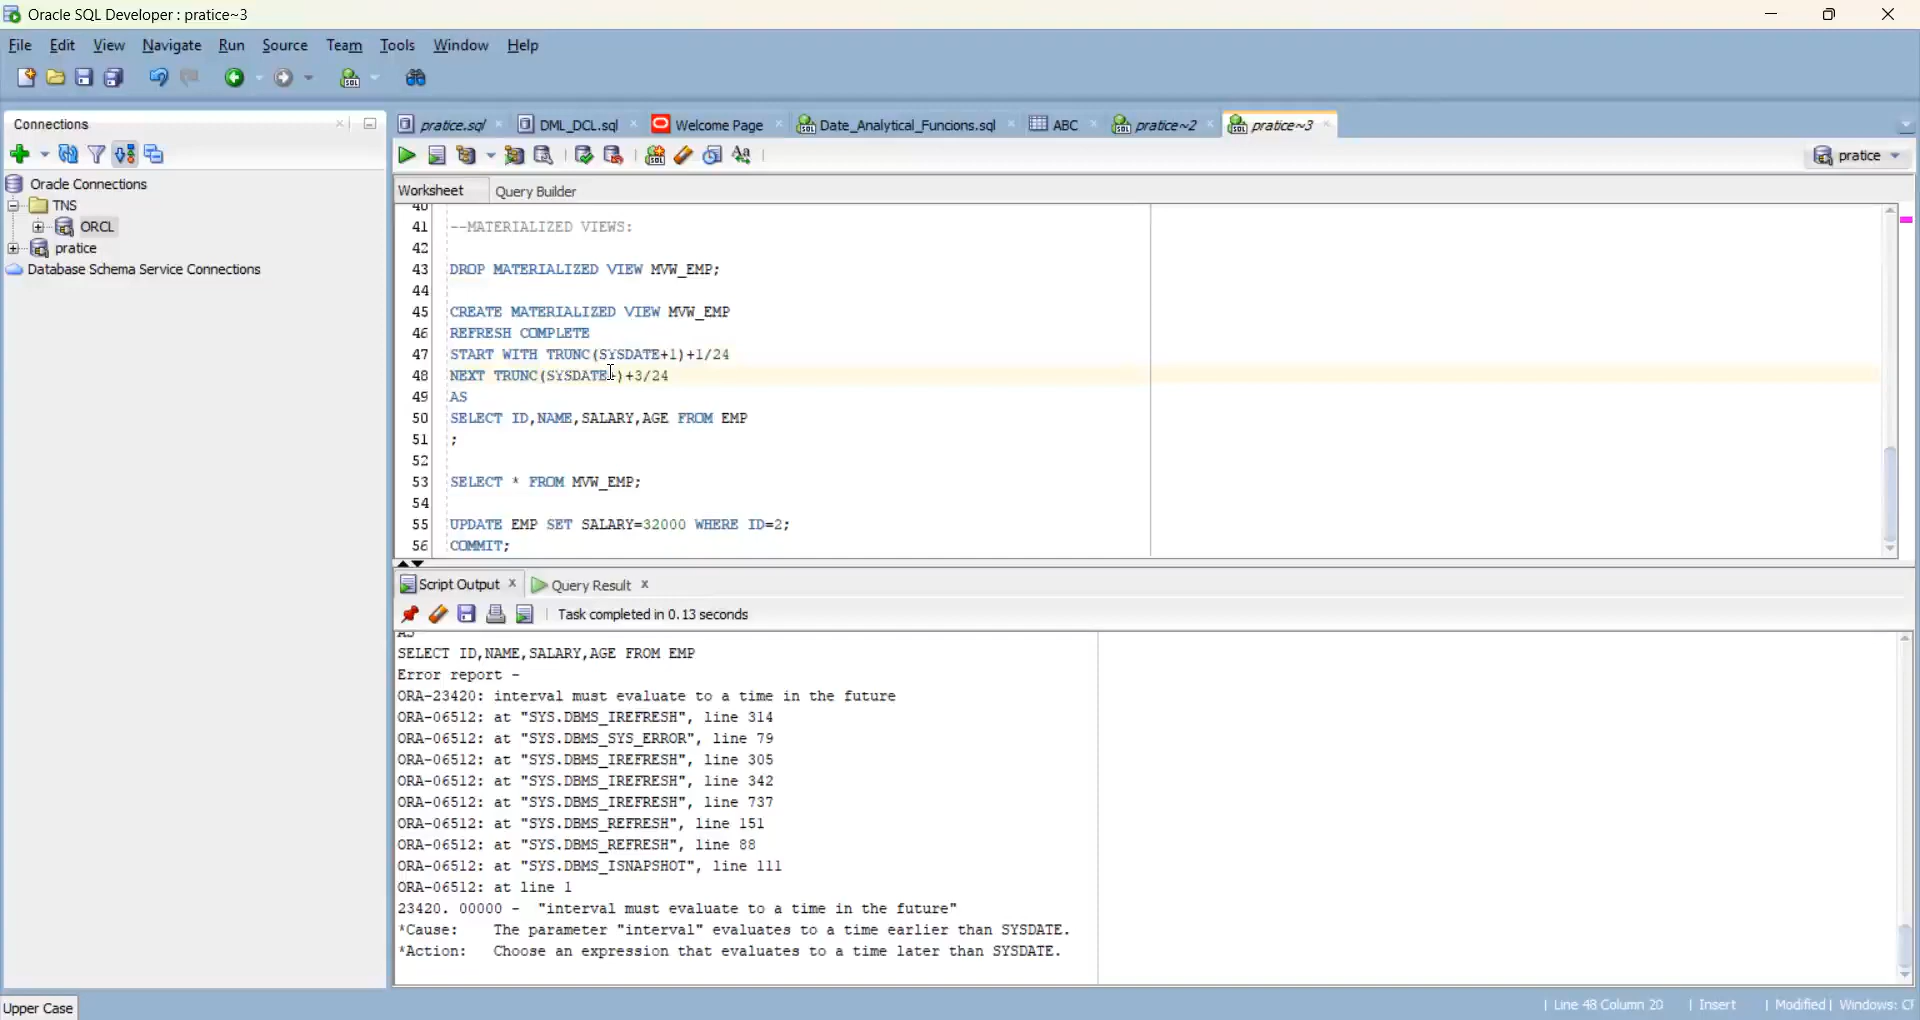 Oracle SQL Developer : pratice~3
File Edit View Navigate Run Source Team Tools Window Help
Connections
pratice.sql DML_DCL.sql Welcome Page Date_Analytical_Funcions.sql ABC pratice~2 pratice~3
pratice
Oracle Connections
TNS
ORCL
pratice
Database Schema Service Connections
Worksheet Query Builder
40
41 --MATERIALIZED VIEWS:
42
43 DROP MATERIALIZED VIEW MVW_EMP;
44
45 CREATE MATERIALIZED VIEW MVW_EMP
46 REFRESH COMPLETE
47 START WITH TRUNC(SYSDATE+1)+1/24
48 NEXT TRUNC(SYSDATE+)+3/24
49 AS
50 SELECT ID,NAME,SALARY,AGE FROM EMP
51 ;
52
53 SELECT * FROM MVW_EMP;
54
55 UPDATE EMP SET SALARY=32000 WHERE ID=2;
56 COMMIT;
Script Output Query Result
Task completed in 0.13 seconds
AS
SELECT ID,NAME,SALARY,AGE FROM EMP
Error report -
ORA-23420: interval must evaluate to a time in the future
ORA-06512: at "SYS.DBMS_IREFRESH", line 314
ORA-06512: at "SYS.DBMS_SYS_ERROR", line 79
ORA-06512: at "SYS.DBMS_IREFRESH", line 305
ORA-06512: at "SYS.DBMS_IREFRESH", line 342
ORA-06512: at "SYS.DBMS_IREFRESH", line 737
ORA-06512: at "SYS.DBMS_REFRESH", line 151
ORA-06512: at "SYS.DBMS_REFRESH", line 88
ORA-06512: at "SYS.DBMS_ISNAPSHOT", line 111
ORA-06512: at line 1
23420. 00000 - "interval must evaluate to a time in the future"
*Cause: The parameter "interval" evaluates to a time earlier than SYSDATE.
*Action: Choose an expression that evaluates to a time later than SYSDATE.
Upper Case
Line 48 Column 20 | Insert | Modified | Windows: CF